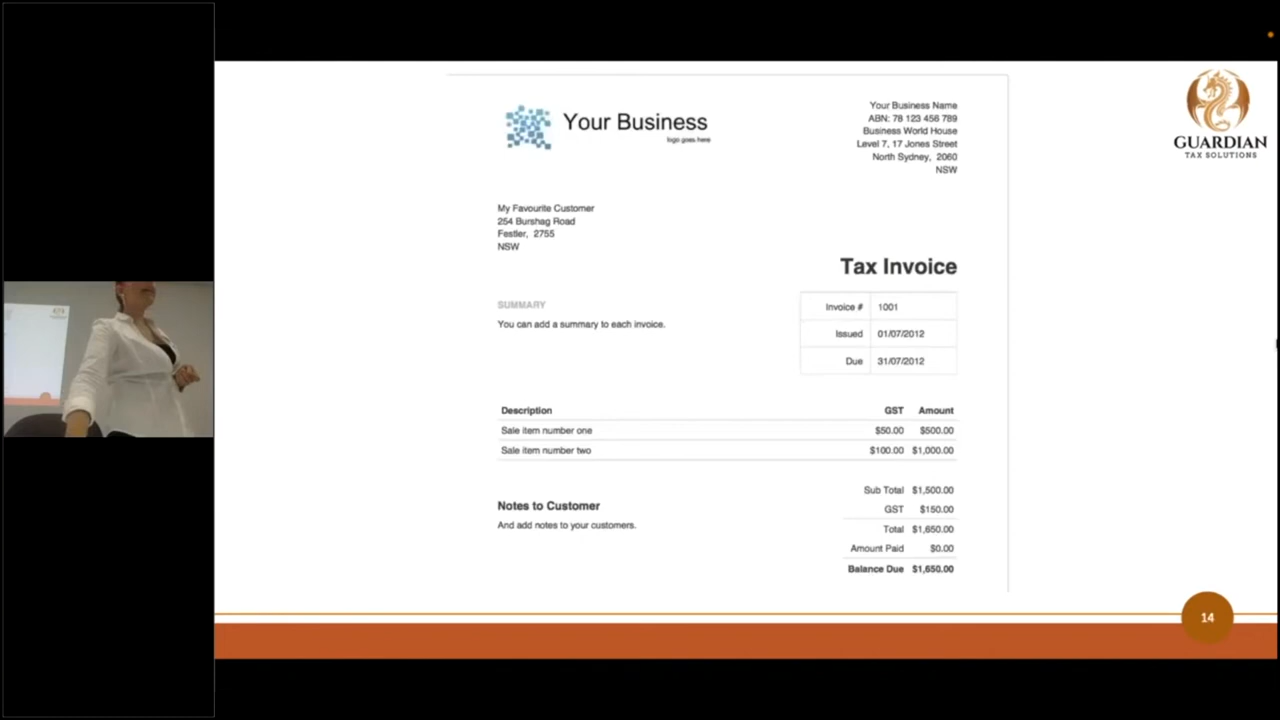 GUARDIAN
TAX SOLUTIONS
Your Business
logo goes here
Your Business Name
ABN: 78 123 456 789
Business World House
Level 7, 17 Jones Street
North Sydney, 2060
NSW
My Favourite Customer
254 Burshag Road
Festler, 2755
NSW
Tax Invoice
SUMMARY
You can add a summary to each invoice.
Invoice # 1001
Issued 01/07/2012
Due 31/07/2012
Description GST Amount
Sale item number one $50.00 $500.00
Sale item number two $100.00 $1,000.00
Sub Total $1,500.00
GST $150.00
Total $1,650.00
Amount Paid $0.00
Balance Due $1,650.00
Notes to Customer
And add notes to your customers.
14